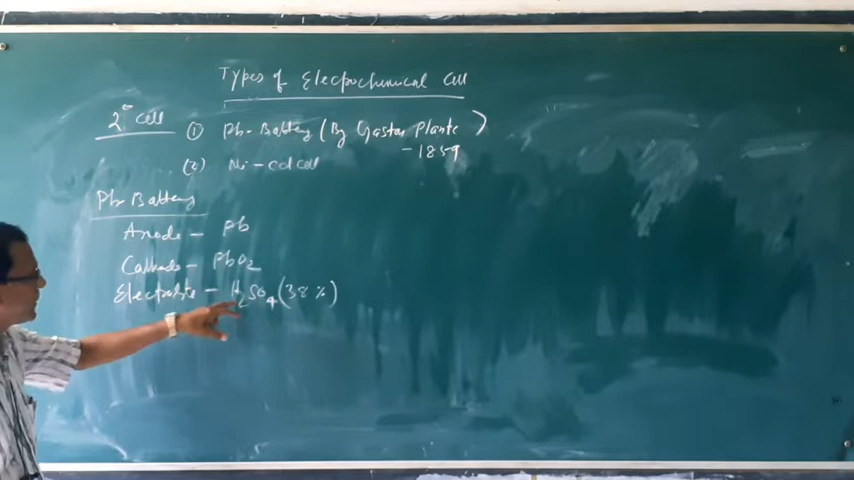 Types of Electrochemical Cell
2° Cell ① Pb-Battery (By Gaston Plante)
- 1859
(2) Ni-Cd cell
Pb Battery
Anode - Pb
Cathode - PbO2
Electrolyte - H2SO4 (38 %)